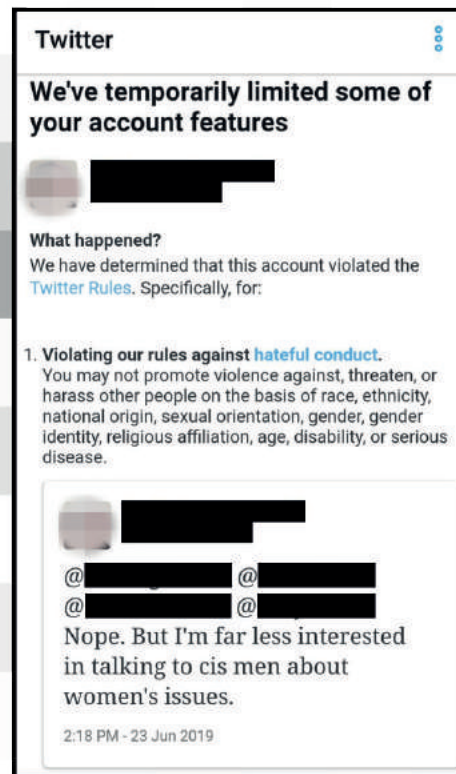 Twitter
We've temporarily limited some of
your account features
What happened?
We have determined that this account violated the
Twitter Rules. Specifically, for:
1. Violating our rules against hateful conduct.
You may not promote violence against, threaten, or
harass other people on the basis of race, ethnicity,
national origin, sexual orientation, gender, gender
identity, religious affiliation, age, disability, or serious
disease.
@ @
@ @
Nope. But I'm far less interested
in talking to cis men about
women's issues.
2:18 PM - 23 Jun 2019